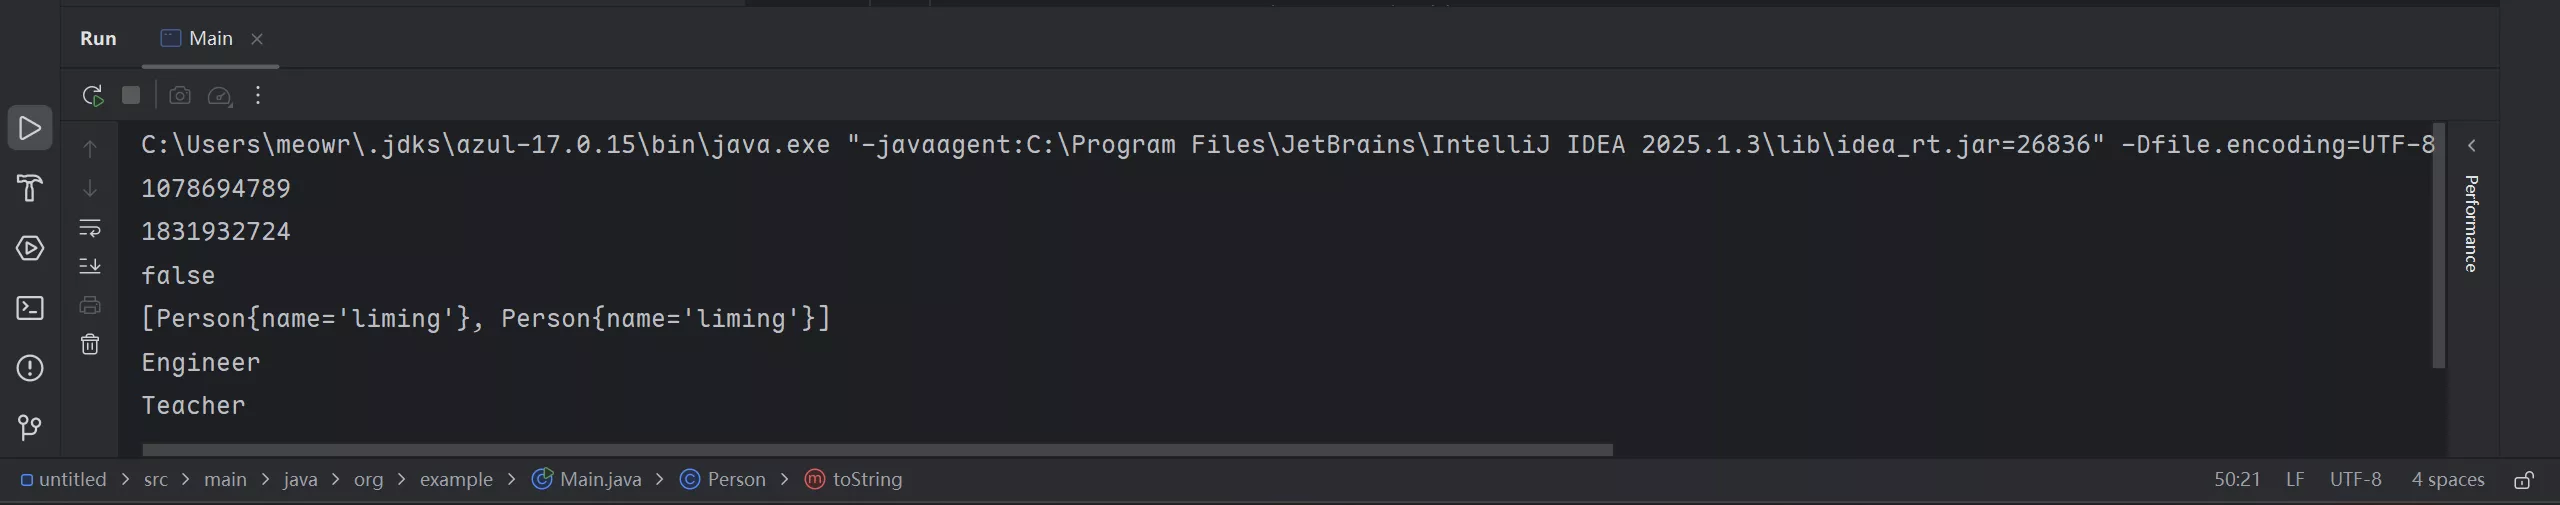 Run Main
C:\Users\meowr\.jdks\azul-17.0.15\bin\java.exe "-javaagent:C:\Program Files\JetBrains\IntelliJ IDEA 2025.1.3\lib\idea_rt.jar=26836" -Dfile.encoding=UTF-8
1078694789
1831932724
false
[Person{name='liming'}, Person{name='liming'}]
Engineer
Teacher
Performance
untitled > src > main > java > org > example > Main.java > Person > toString
50:21 LF UTF-8 4 spaces